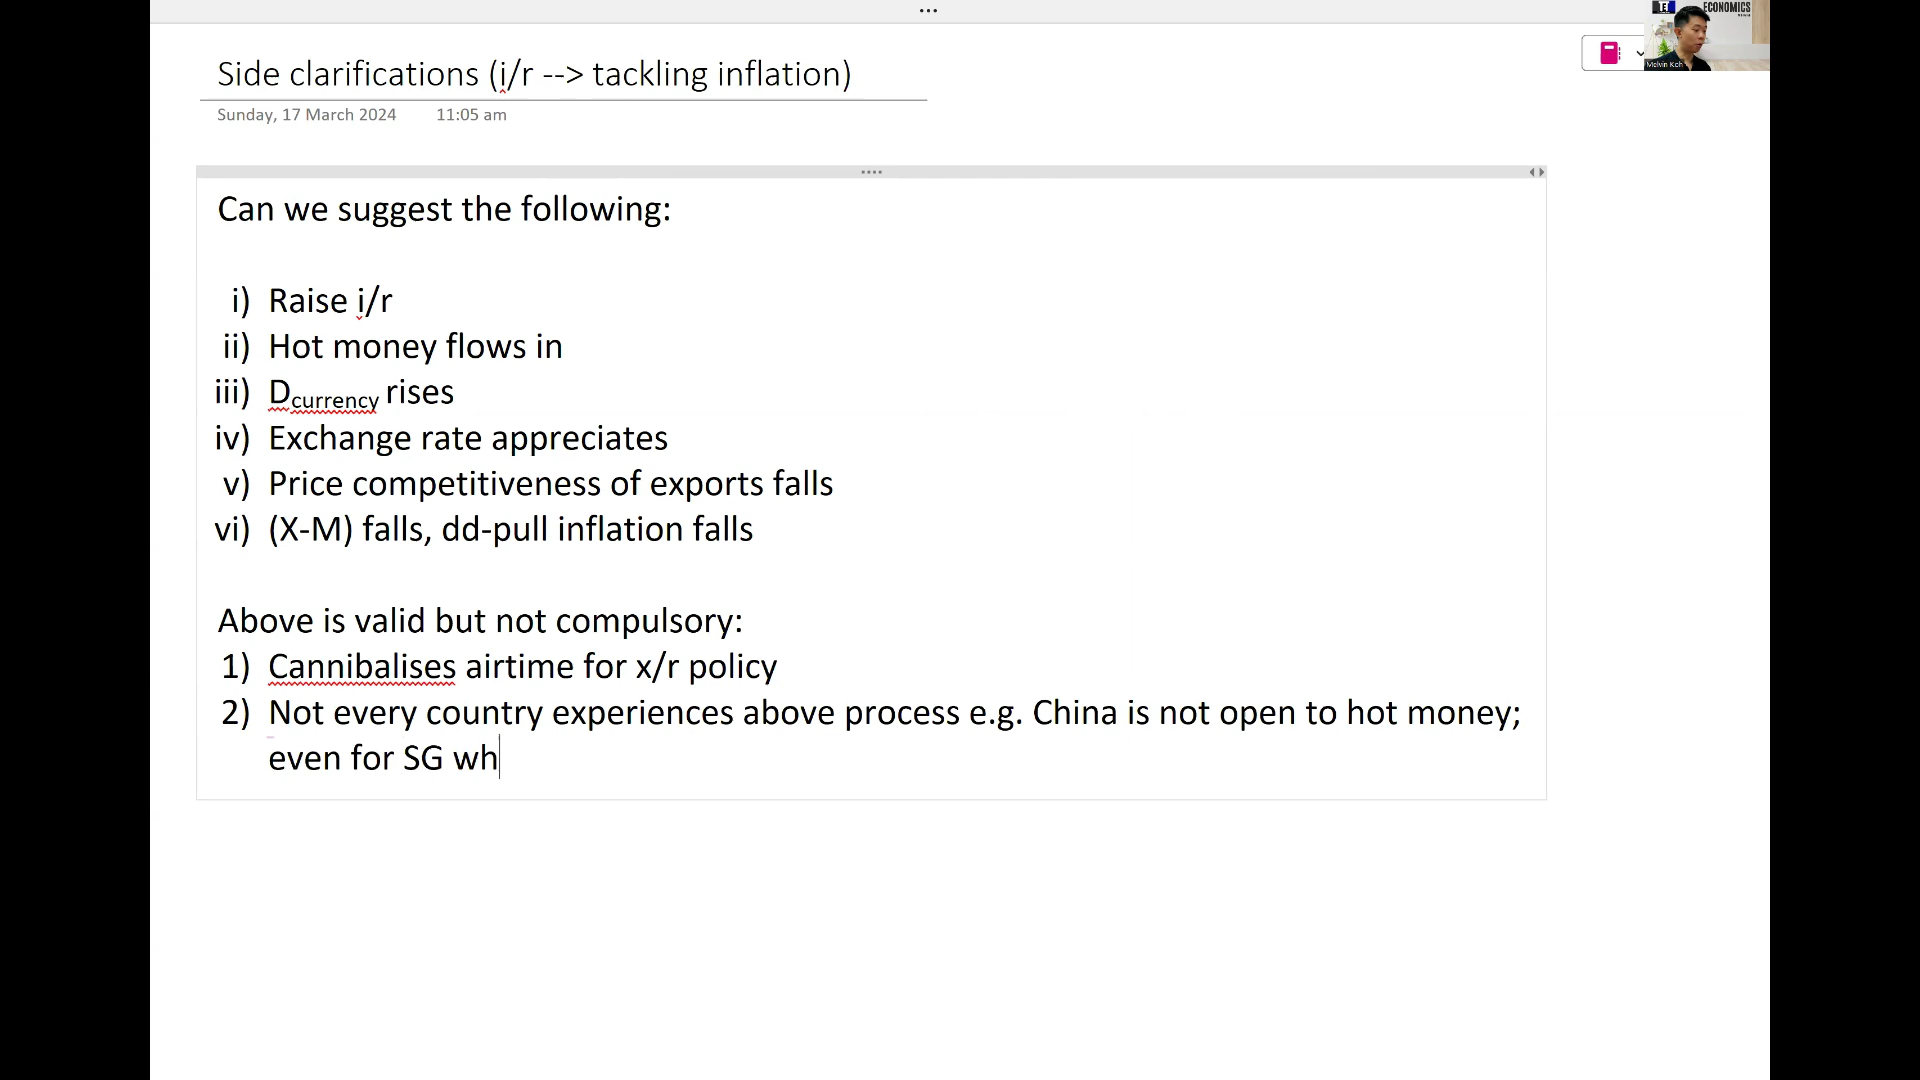 ECONOMICS
Side clarifications (i/r --> tackling inflation)
Melvin Koh
Sunday, 17 March 2024 11:05 am
Can we suggest the following:
i) Raise i/r
ii) Hot money flows in
iii) Dcurrency rises
iv) Exchange rate appreciates
v) Price competitiveness of exports falls
vi) (X-M) falls, dd-pull inflation falls
Above is valid but not compulsory:
1) Cannibalises airtime for x/r policy
2) Not every country experiences above process e.g. China is not open to hot money;
even for SG wh